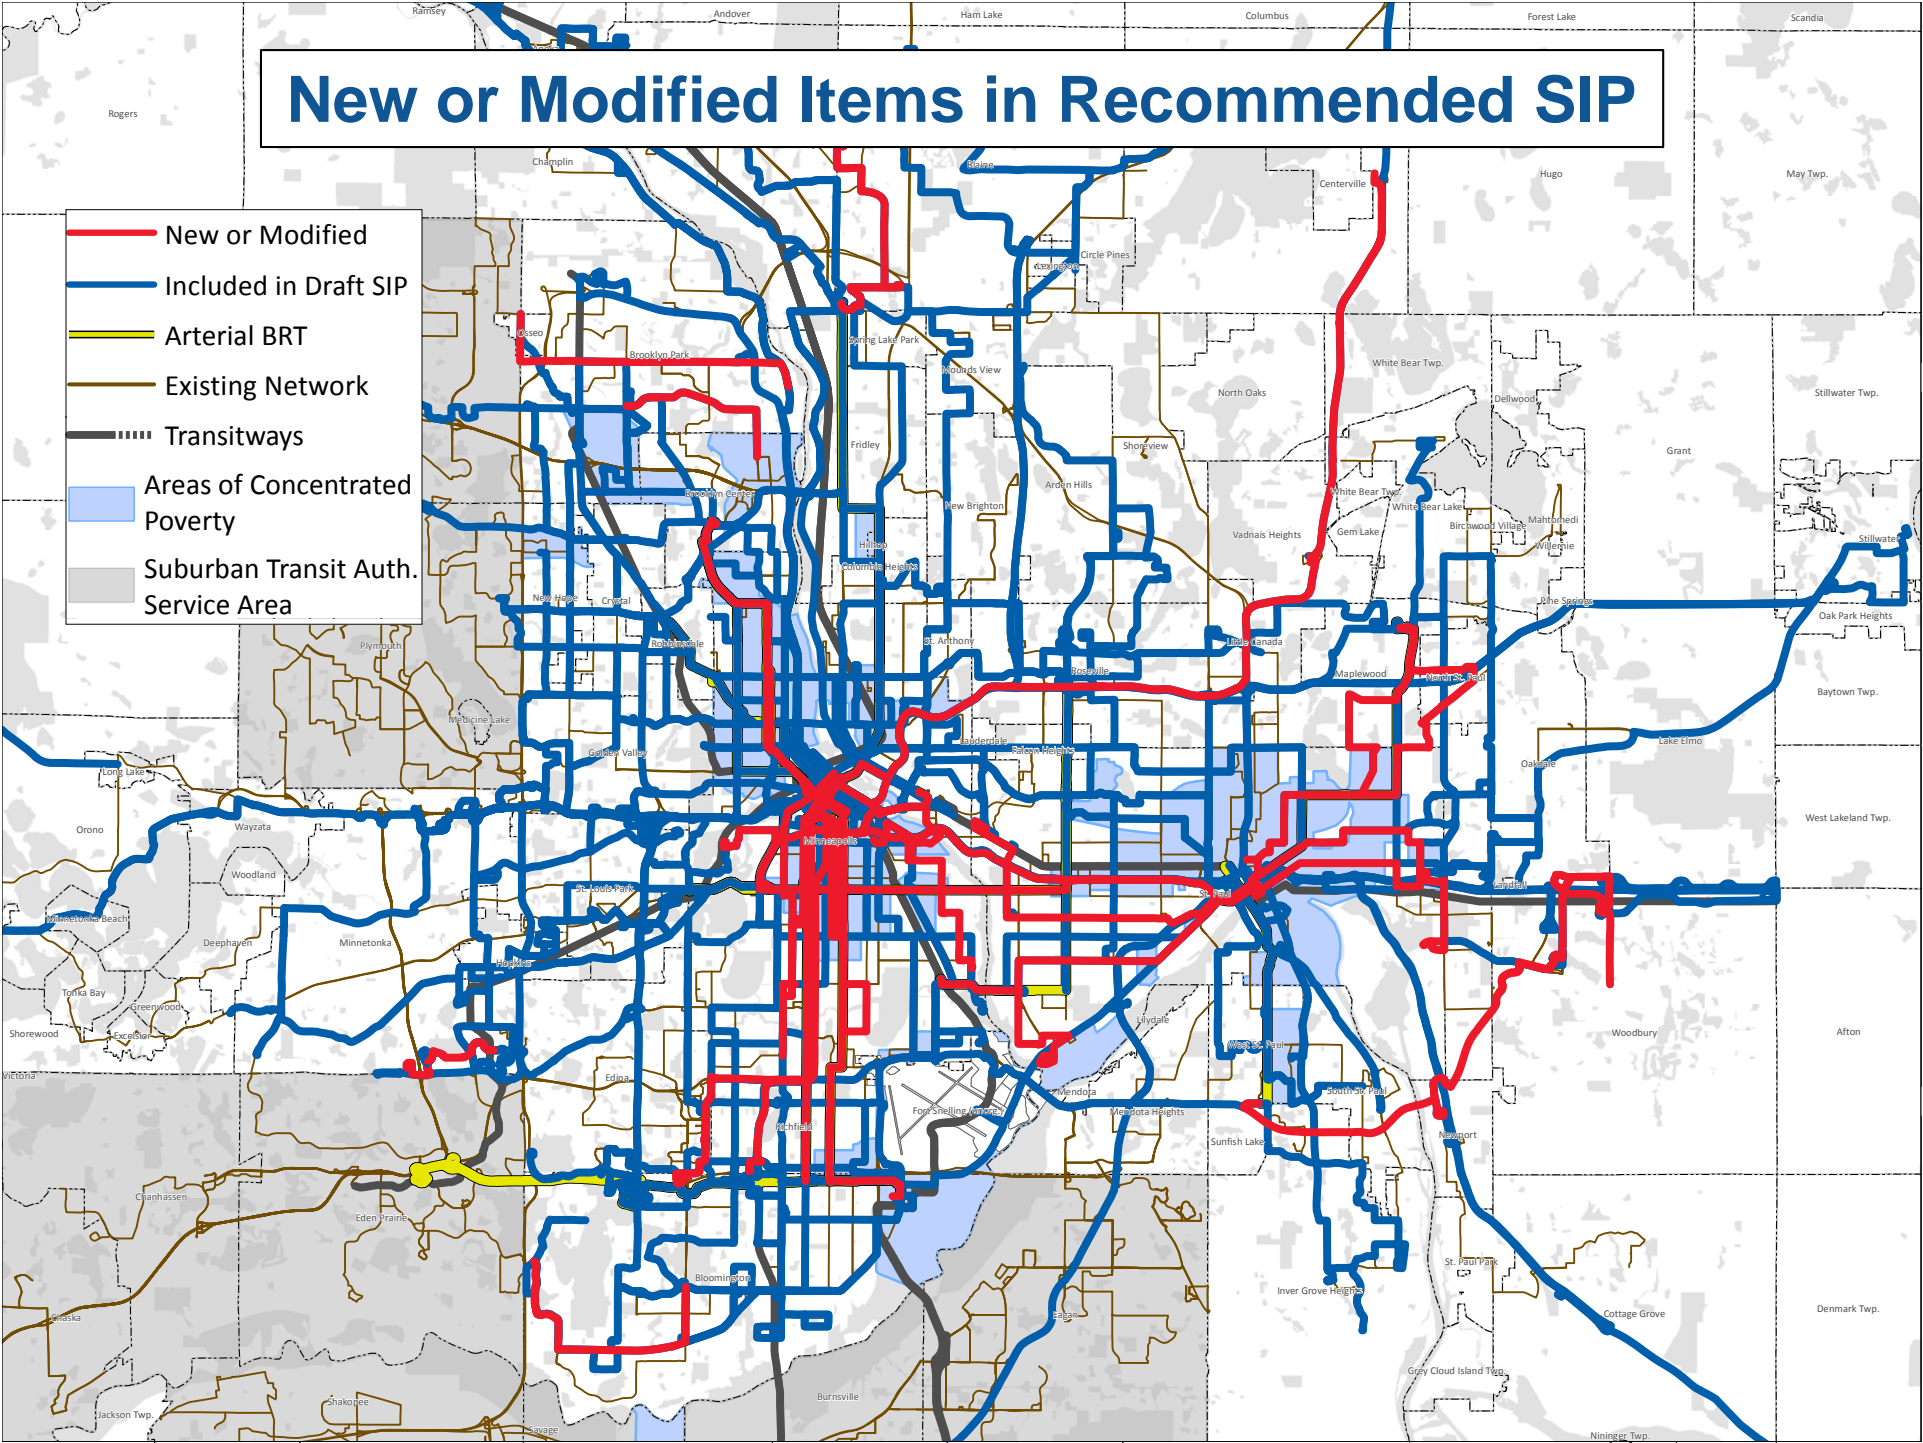 Ramsey
Andover
Ham Lake
Columbus
Forest Lake
Scandia
New or Modified Items in Recommended SIP
Rogers
Champlin
Blaine
Centerville
Hugo
May Twp.
New or Modified
Included in Draft SIP
Arterial BRT
Existing Network
Transitways
Areas of Concentrated
Poverty
Suburban Transit Auth.
Service Area
Circle Pines
Lexington
Osseo
Brooklyn Park
Spring Lake Park
Mounds View
White Bear Twp.
North Oaks
Dellwood
Stillwater Twp.
Fridley
Shoreview
Grant
Arden Hills
Brooklyn Center
New Brighton
White Bear Twp.
White Bear Lake
Birchwood Village
Mahtomedi
Willernie
Vadnais Heights
Gem Lake
Stillwater
Hilltop
Columbia Heights
New Hope
Crystal
Pine Springs
Oak Park Heights
Plymouth
Robbinsdale
St. Anthony
Roseville
Little Canada
Maplewood
North St. Paul
Baytown Twp.
Medicine Lake
Golden Valley
Lauderdale
Falcon Heights
Lake Elmo
Oakdale
Long Lake
Orono
Wayzata
Minneapolis
West Lakeland Twp.
Woodland
St. Louis Park
St. Paul
Landfall
Minnetonka Beach
Deephaven
Minnetonka
Hopkins
Tonka Bay
Greenwood
Shorewood
Excelsior
Lilydale
West St. Paul
Woodbury
Afton
Victoria
Edina
Mendota
South St. Paul
Fort Snelling (unorg.)
Mendota Heights
Richfield
Sunfish Lake
Newport
Chanhassen
Eden Prairie
Bloomington
St. Paul Park
Inver Grove Heights
Chaska
Eagan
Cottage Grove
Denmark Twp.
Grey Cloud Island Twp.
Shakopee
Burnsville
Jackson Twp.
Savage
Nininger Twp.